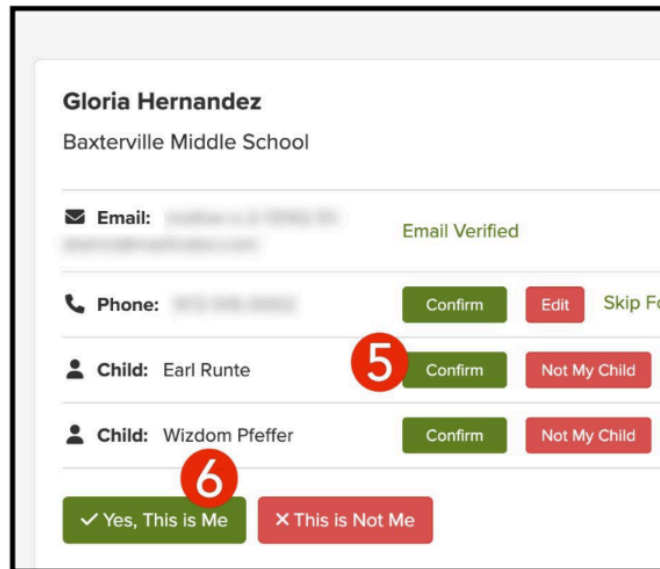 Gloria Hernandez
Baxterville Middle School
Email:
Email Verified
Phone: Confirm Edit Skip Fo
5
Child: Earl Runte Confirm Not My Child
Child: Wizdom Pfeffer Confirm Not My Child
6
Yes, This is Me This is Not Me